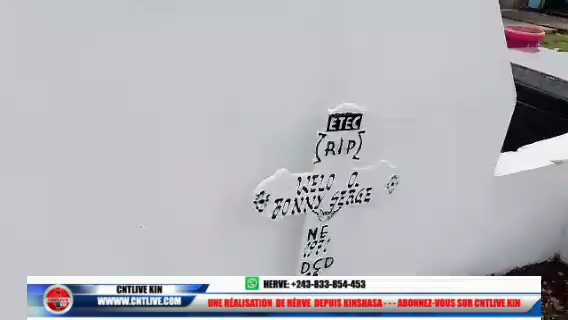 ETEC
RIP
WELO O.
BONNY SERGE
NE
DCD
CNTLIVE KIN
HERVE: +243-833-854-453
WWW.CNTLIVE.COM
UNE RÉALISATION DE HÉRVE DEPUIS KINSHASA - - - ABONNEZ-VOUS SUR CNTLIVE KIN